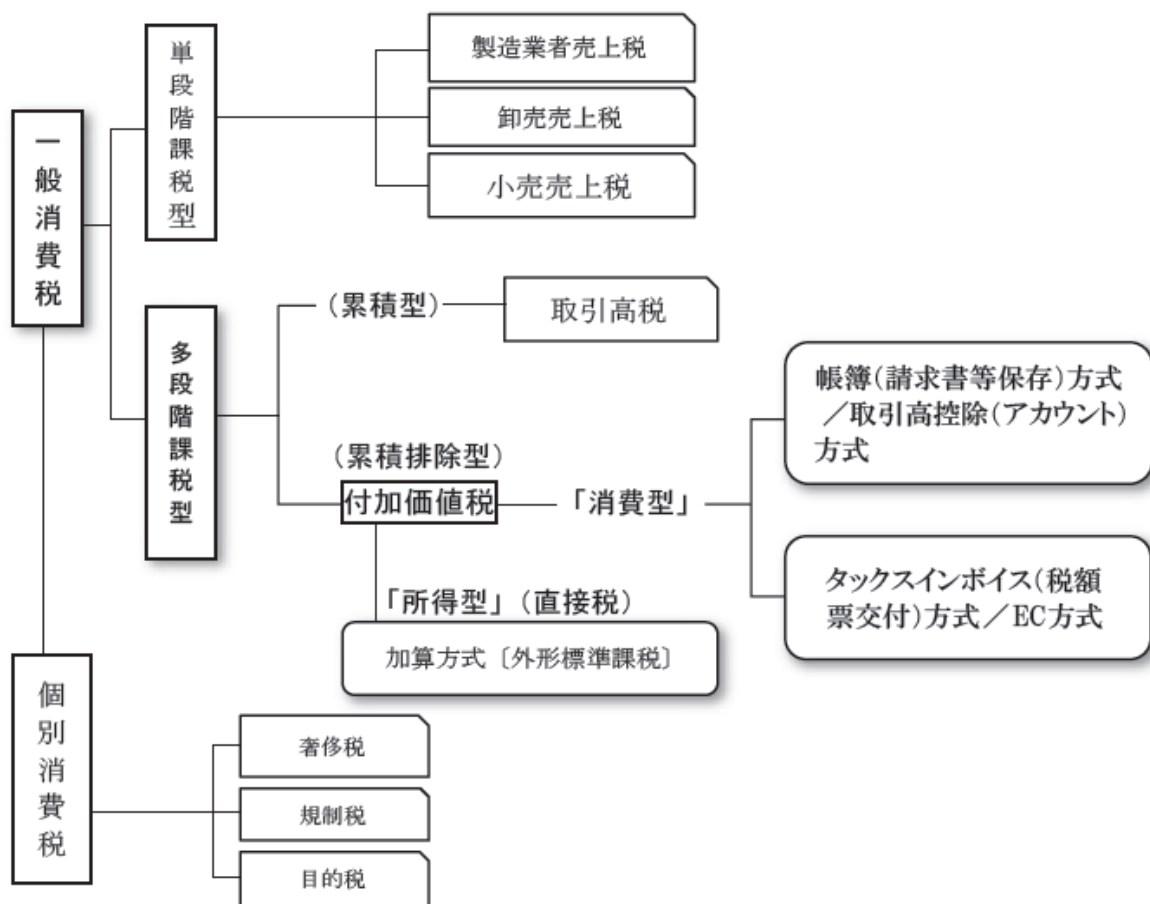 一般消費税
単段階課税型
製造業者売上税
卸売売上税
小売売上税
多段階課税型
(累積型)
取引高税
(累積排除型)
付加価値税
「消費型」
帳簿(請求書等保存)方式
／取引高控除(アカウント)
方式
タックスインボイス(税額
票交付)方式／EC方式
「所得型」(直接税)
加算方式〔外形標準課税〕
個別消費税
奢侈税
規制税
目的税